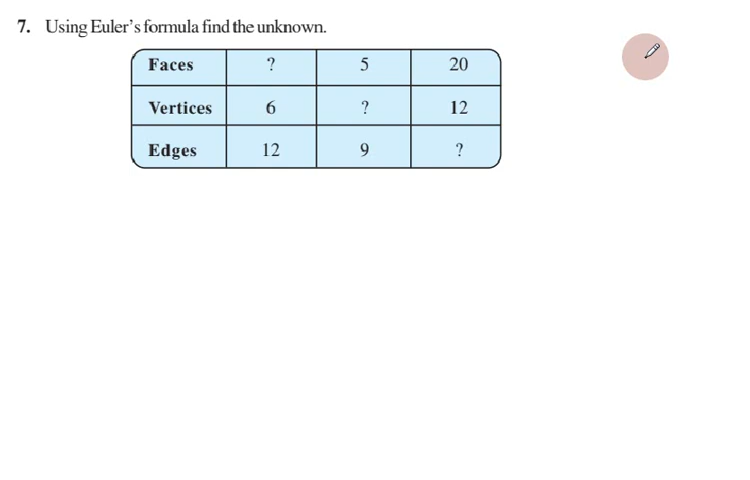 7. Using Euler's formula find the unknown.
Faces ? 5 20
Vertices 6 ? 12
Edges 12 9 ?